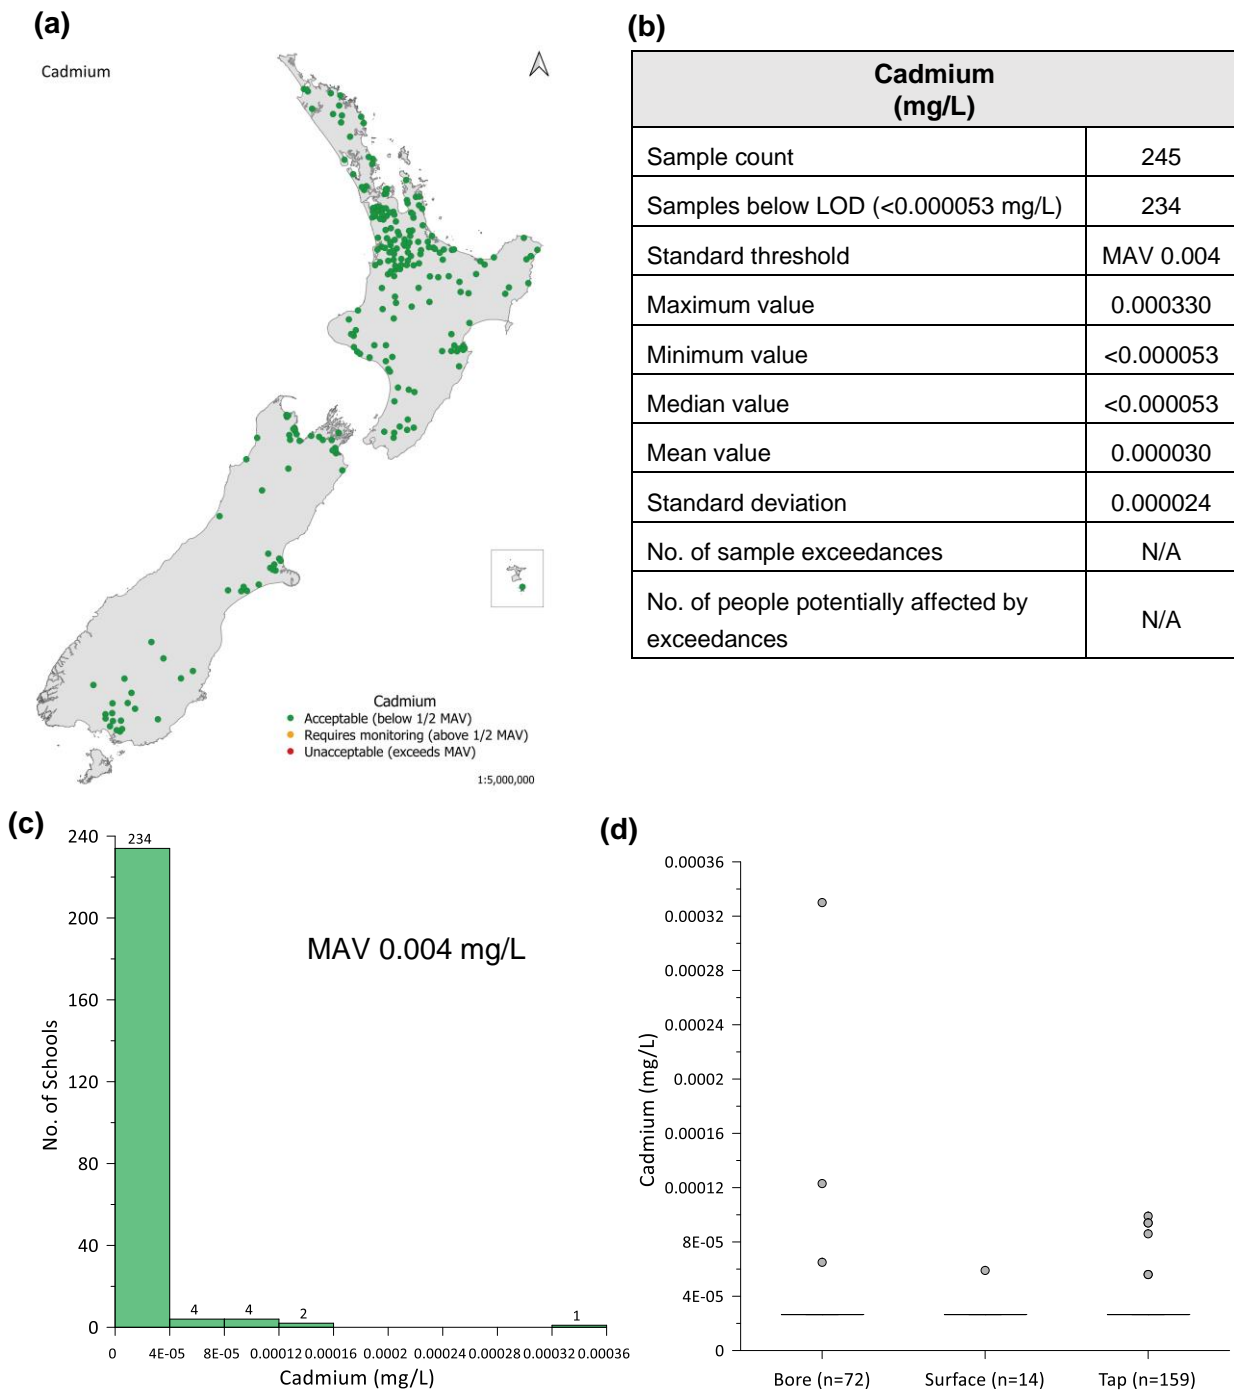 (a)
Cadmium
Cadmium
Acceptable (below 1/2 MAV)
Requires monitoring (above 1/2 MAV)
Unacceptable (exceeds MAV)
1:5,000,000
(b)
Cadmium
(mg/L)
Sample count 245
Samples below LOD (<0.000053 mg/L) 234
Standard threshold MAV 0.004
Maximum value 0.000330
Minimum value <0.000053
Median value <0.000053
Mean value 0.000030
Standard deviation 0.000024
No. of sample exceedances N/A
No. of people potentially affected by
exceedances N/A
(c)
240
200
160
120
80
40
0
No. of Schools
234
4
4
2
1
MAV 0.004 mg/L
0 4E-05 8E-05 0.00012 0.00016 0.0002 0.00024 0.00028 0.00032 0.00036
Cadmium (mg/L)
(d)
0.00036
0.00032
0.00028
0.00024
0.0002
0.00016
0.00012
8E-05
4E-05
0
Cadmium (mg/L)
Bore (n=72) Surface (n=14) Tap (n=159)